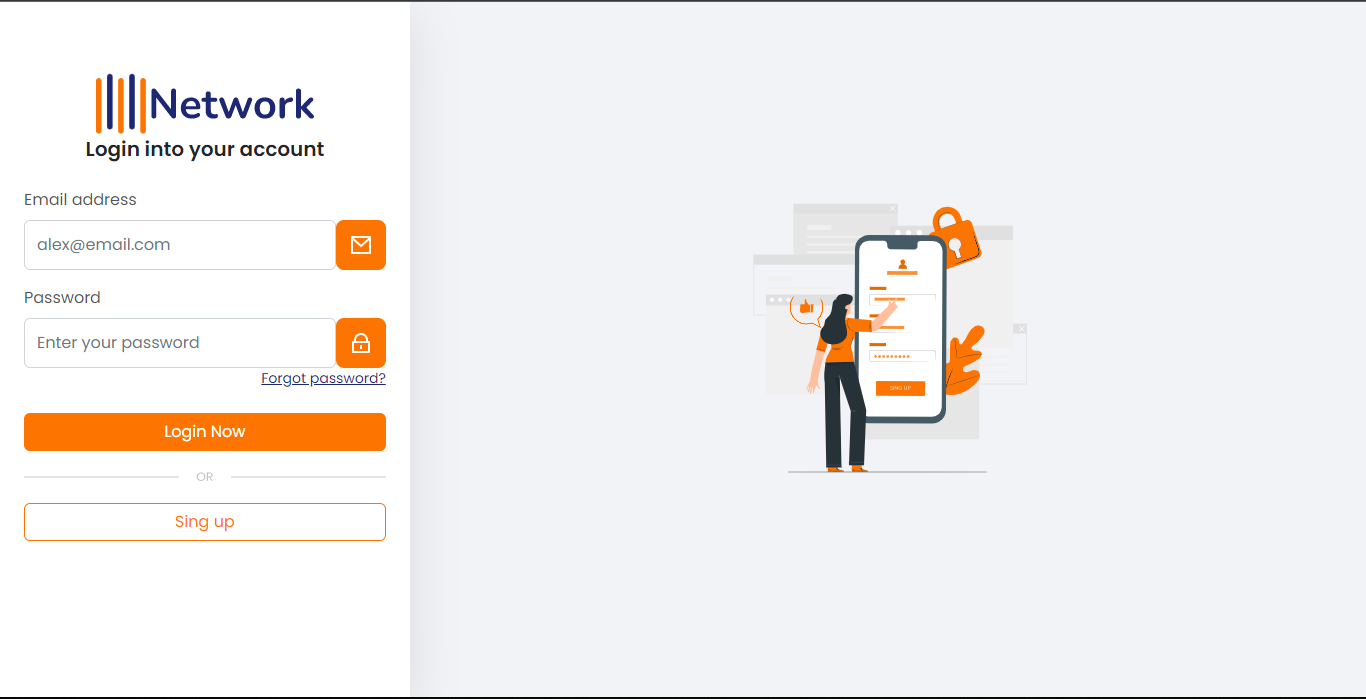 Network
Login into your account
Email address
alex@email.com
Password
Enter your password
Forgot password?
Login Now
OR
Sing up
SING UP